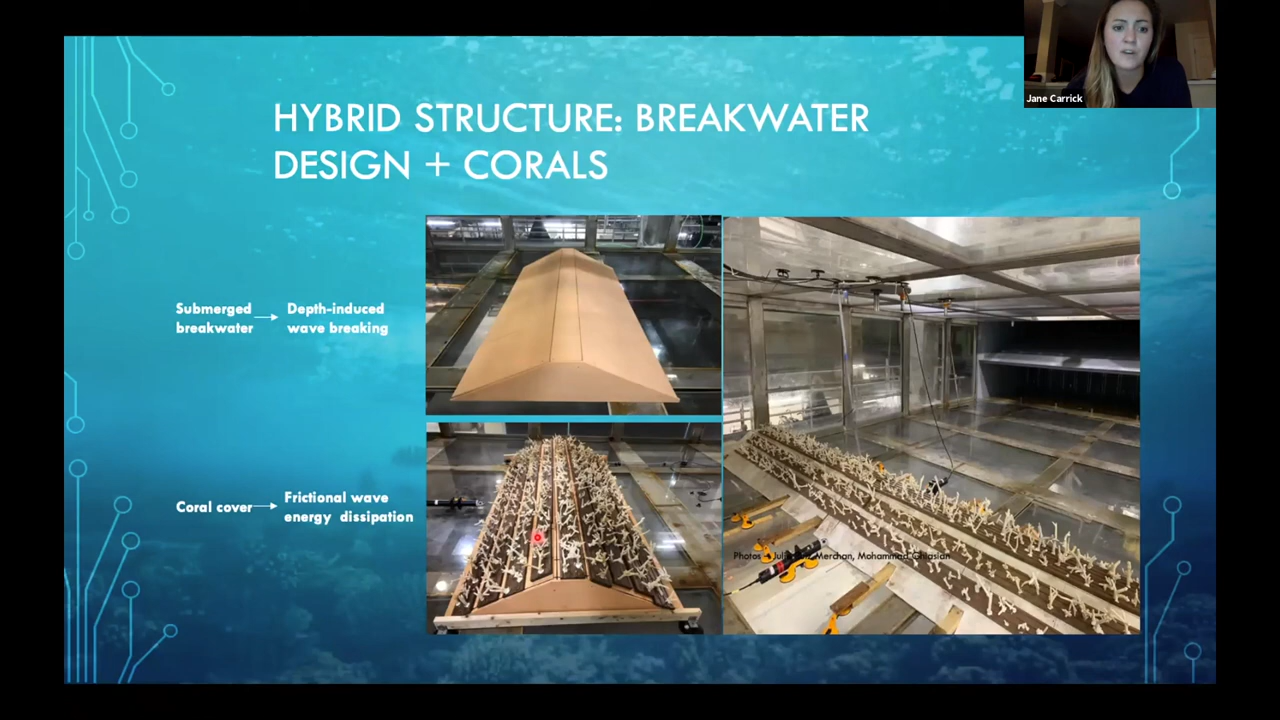 Jane Carrick
HYBRID STRUCTURE: BREAKWATER
DESIGN + CORALS
Submerged
breakwater
Depth-induced
wave breaking
Coral cover
Frictional wave
energy dissipation
Photos
Merchan, Mohammad Ghiasian